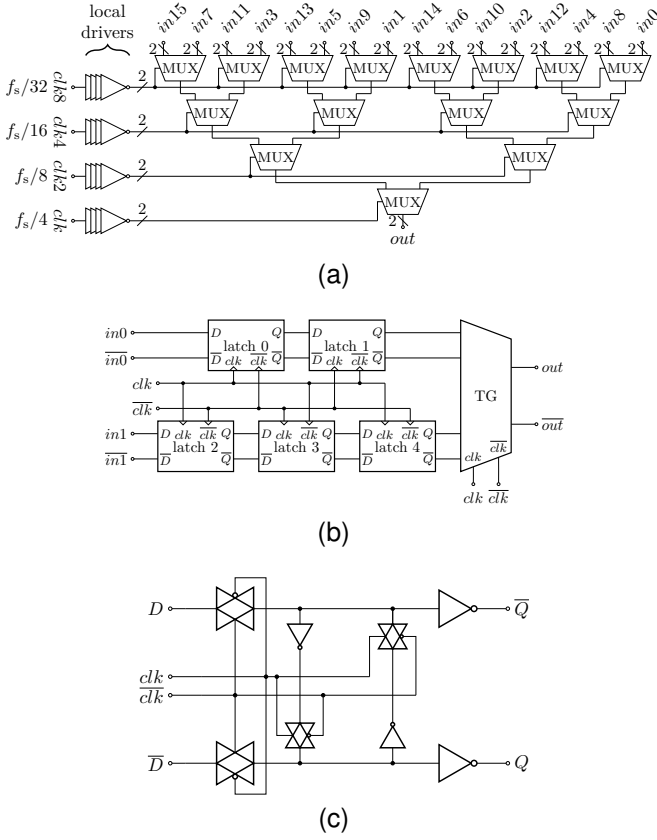 local
drivers
in15 in7 in11 in3 in13 in5 in9 in1 in14 in6 in10 in2 in12 in4 in8 in0
2 2 2 2 2 2 2 2 2 2 2 2 2 2 2 2
MUX MUX MUX MUX MUX MUX MUX MUX
fs/32 clk8 2
MUX MUX MUX MUX
fs/16 clk4 2
MUX MUX
fs/8 clk2 2
MUX
fs/4 clk 2
2
out
(a)
in0 D Q D Q
latch 0 latch 1
in0̅ D̅ clk clk̅ Q̅ D̅ clk clk̅ Q̅
out
clk
TG
clk̅
out̅
in1 D clk clk̅ Q D clk clk̅ Q D clk clk̅ Q
latch 2 latch 3 latch 4
in1̅ D̅ Q̅ D̅ Q̅ D̅ Q̅
clk clk̅
clk clk̅
(b)
D Q̅
clk
clk̅
D̅ Q
(c)